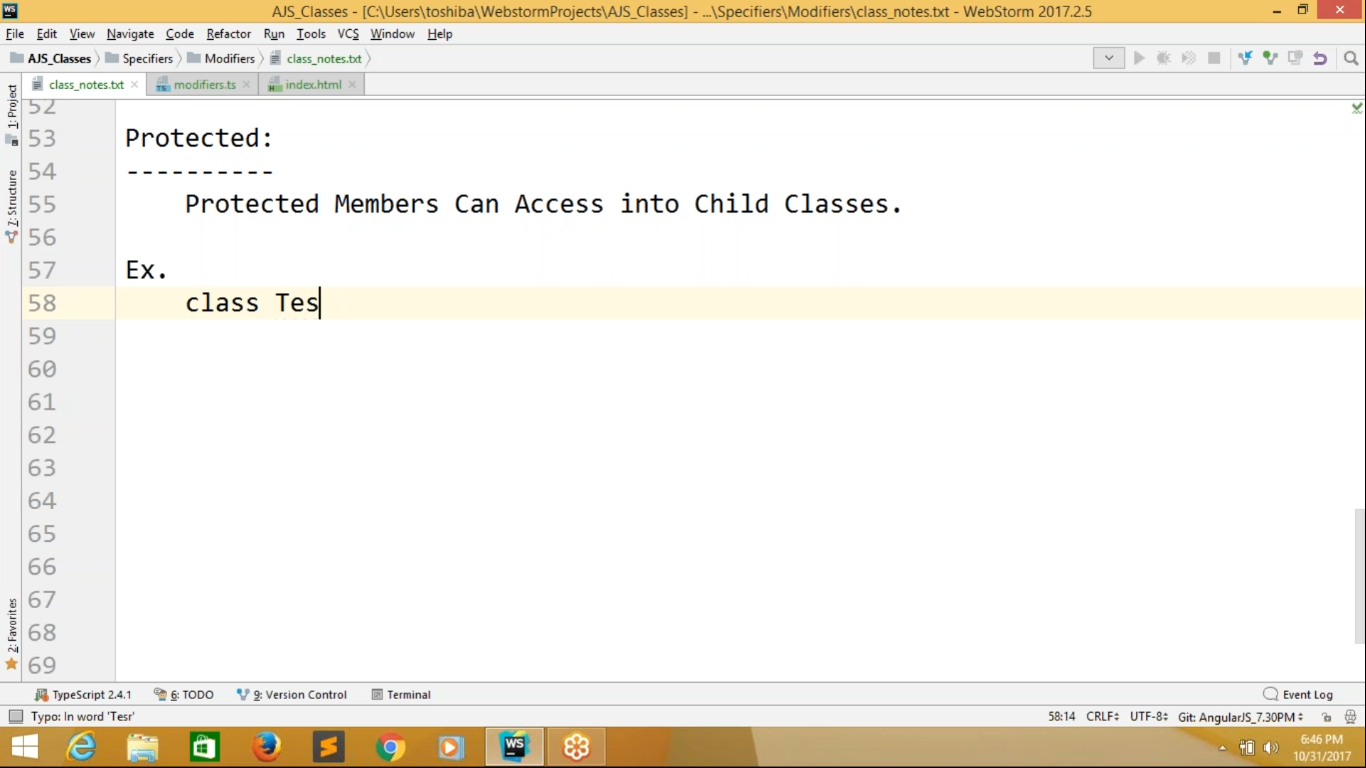 AJS_Classes - [C:\Users\toshiba\WebstormProjects\AJS_Classes] - ...\Specifiers\Modifiers\class_notes.txt - WebStorm 2017.2.5
File Edit View Navigate Code Refactor Run Tools VCS Window Help
AJS_Classes Specifiers Modifiers class_notes.txt
class_notes.txt modifiers.ts index.html
1: Project
7: Structure
2: Favorites
52
53 Protected:
54 ----------
55 Protected Members Can Access into Child Classes.
56
57 Ex.
58 class Tes
59
60
61
62
63
64
65
66
67
68
69
TypeScript 2.4.1 6: TODO 9: Version Control Terminal Event Log
Typo: In word 'Tesr' 58:14 CRLF UTF-8 Git: AngularJS_7.30PM
6:46 PM
10/31/2017